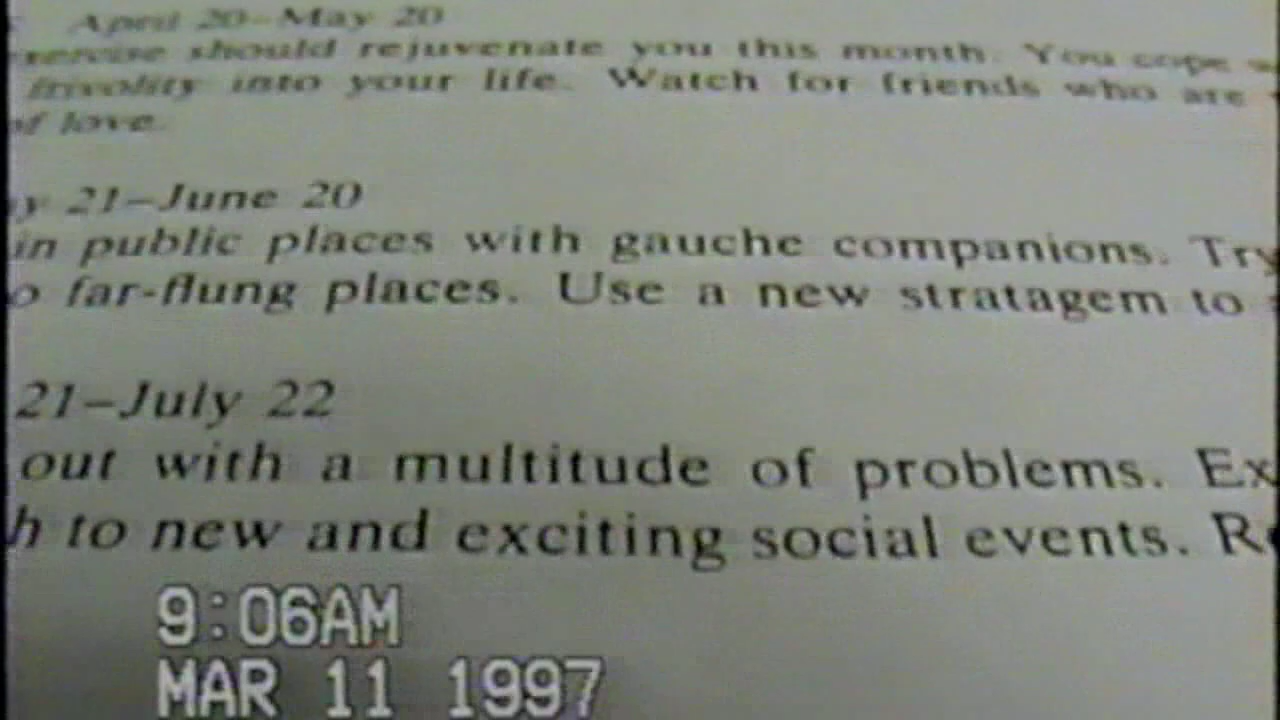 April 20–May 20
should rejuvenate you this month. You cope
frivolity into your life. Watch for friends who are
of love.
21–June 20
in public places with gauche companions. Try
far-flung places. Use a new stratagem to
21–July 22
out with a multitude of problems. Ex
h to new and exciting social events. R
9:06AM
MAR 11 1997